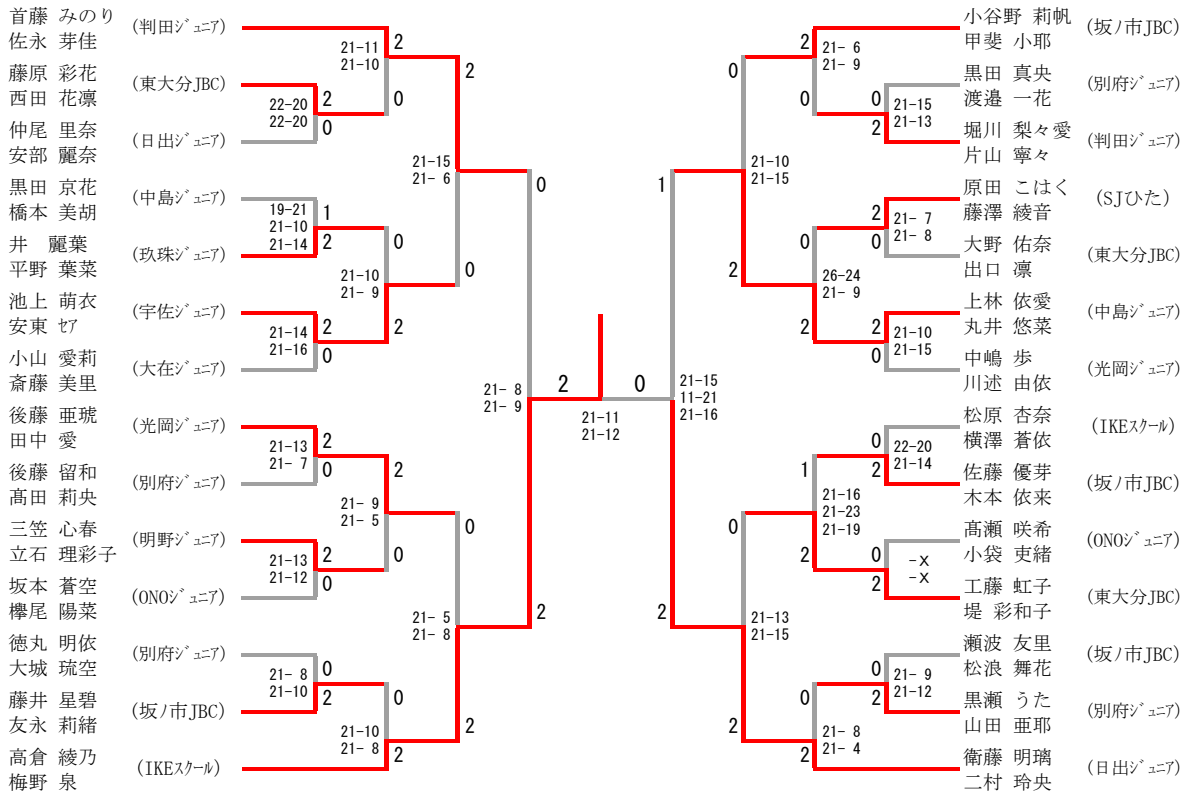 首藤 みのり
佐永 芽佳
(判田ジュニア)
藤原 彩花
西田 花凛
(東大分JBC)
仲尾 里奈
安部 麗奈
(日出ジュニア)
黒田 京花
橋本 美胡
(中島ジュニア)
井 麗葉
平野 葉菜
(玖珠ジュニア)
池上 萌衣
安東 セア
(宇佐ジュニア)
小山 愛莉
斎藤 美里
(大在ジュニア)
後藤 亜琥
田中 愛
(光岡ジュニア)
後藤 留和
髙田 莉央
(別府ジュニア)
三笠 心春
立石 理彩子
(明野ジュニア)
坂本 蒼空
欅尾 陽菜
(ONOジュニア)
徳丸 明依
大城 琉空
(別府ジュニア)
藤井 星碧
友永 莉緒
(坂ノ市JBC)
高倉 綾乃
梅野 泉
(IKEスクール)
21-11
21-10
2
0
22-20
22-20
2
0
2
21-15
21- 6
0
19-21
21-10
21-14
1
2
0
21-10
21- 9
2
21-14
21-16
2
0
0
21- 8
21- 9
2
21-13
21- 7
2
0
2
21- 9
21- 5
0
21-13
21-12
2
0
0
21- 5
21- 8
2
21- 8
21-10
0
2
0
21-10
21- 8
2
2
2
0
21-11
21-12
小谷野 莉帆
甲斐 小耶
(坂ノ市JBC)
黒田 真央
渡邉 一花
(別府ジュニア)
堀川 梨々愛
片山 寧々
(判田ジュニア)
原田 こはく
藤澤 綾音
(SJひた)
大野 佑奈
出口 凛
(東大分JBC)
上林 依愛
丸井 悠菜
(中島ジュニア)
中嶋 歩
川述 由依
(光岡ジュニア)
松原 杏奈
横澤 蒼依
(IKEスクール)
佐藤 優芽
木本 依来
(坂ノ市JBC)
髙瀬 咲希
小袋 吏緒
(ONOジュニア)
工藤 虹子
堤 彩和子
(東大分JBC)
瀬波 友里
松浪 舞花
(坂ノ市JBC)
黒瀬 うた
山田 亜耶
(別府ジュニア)
衛藤 明璃
二村 玲央
(日出ジュニア)
2
21- 6
21- 9
0
0
21-15
21-13
2
0
21-10
21-15
1
2
21- 7
21- 8
0
0
26-24
21- 9
2
2
21-10
21-15
0
2
21-15
11-21
21-16
2
0
22-20
21-14
2
1
21-16
21-23
21-19
2
0
-X
-X
2
0
21-13
21-15
2
0
21- 9
21-12
2
0
21- 8
21- 4
2